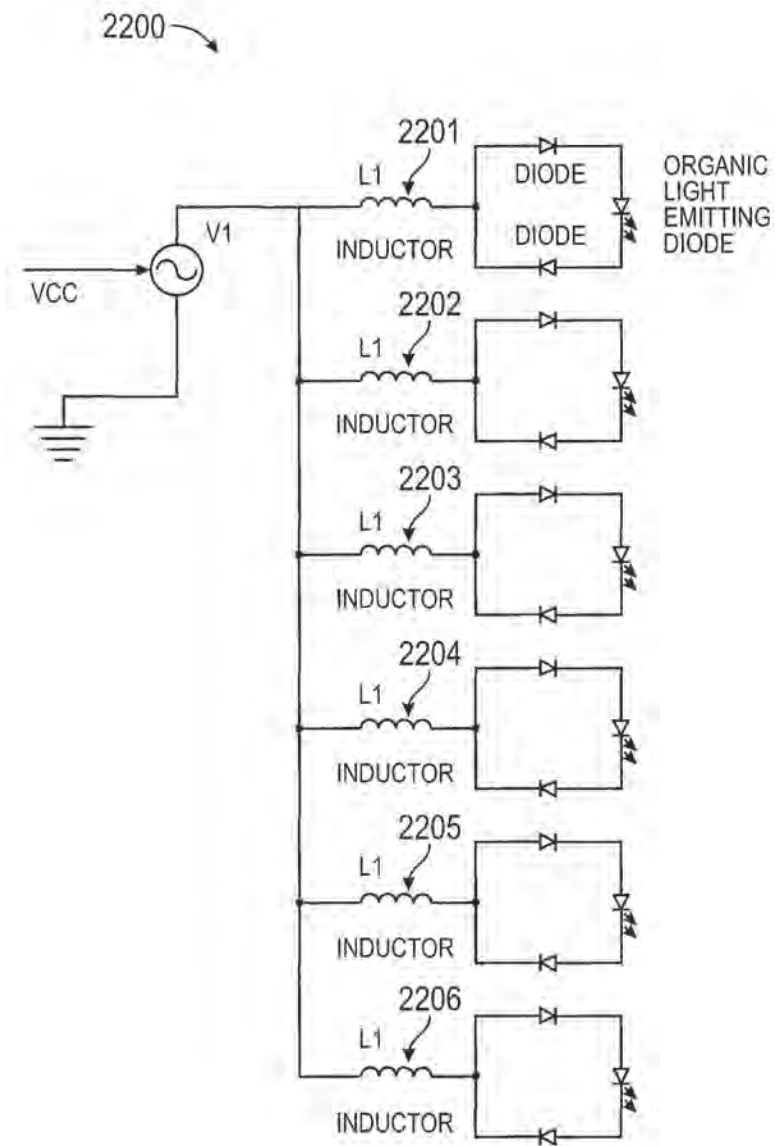 2200
2201
L1
DIODE
ORGANIC
LIGHT
EMITTING
DIODE
V1
INDUCTOR
DIODE
VCC
2202
L1
INDUCTOR
2203
L1
INDUCTOR
2204
L1
INDUCTOR
2205
L1
INDUCTOR
2206
L1
INDUCTOR